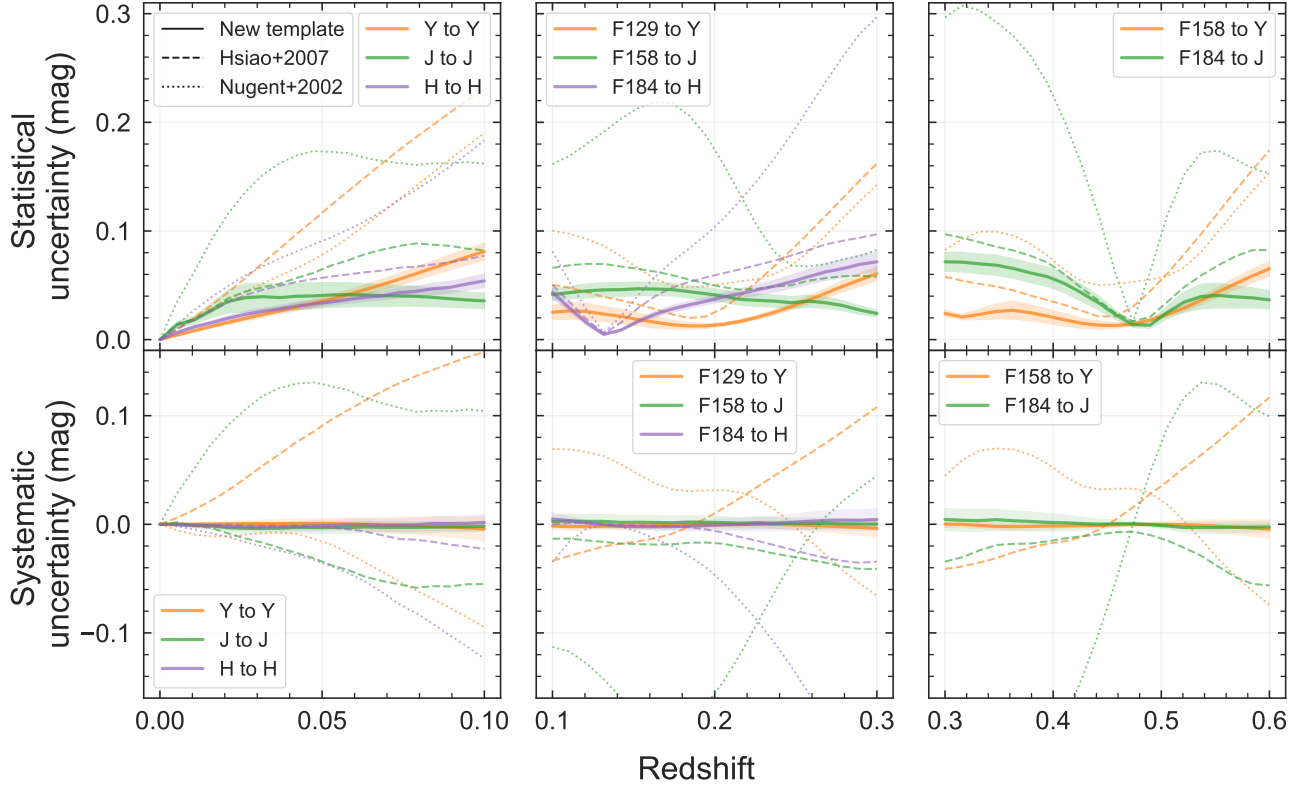 New template
Hsiao+2007
Nugent+2002
Y to Y
J to J
H to H
F129 to Y
F158 to J
F184 to H
F158 to Y
F184 to J
0.3
0.2
0.1
0.0
Statistical
uncertainty (mag)
F129 to Y
F158 to J
F184 to H
F158 to Y
F184 to J
0.1
0.0
−0.1
Systematic
uncertainty (mag)
Y to Y
J to J
H to H
0.00
0.05
0.10
0.1
0.2
0.3
0.3
0.4
0.5
0.6
Redshift